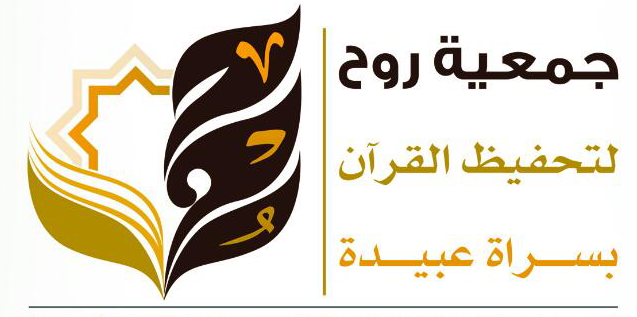 جمعية روح
لتحفيظ القرآن
بسراة عبيدة